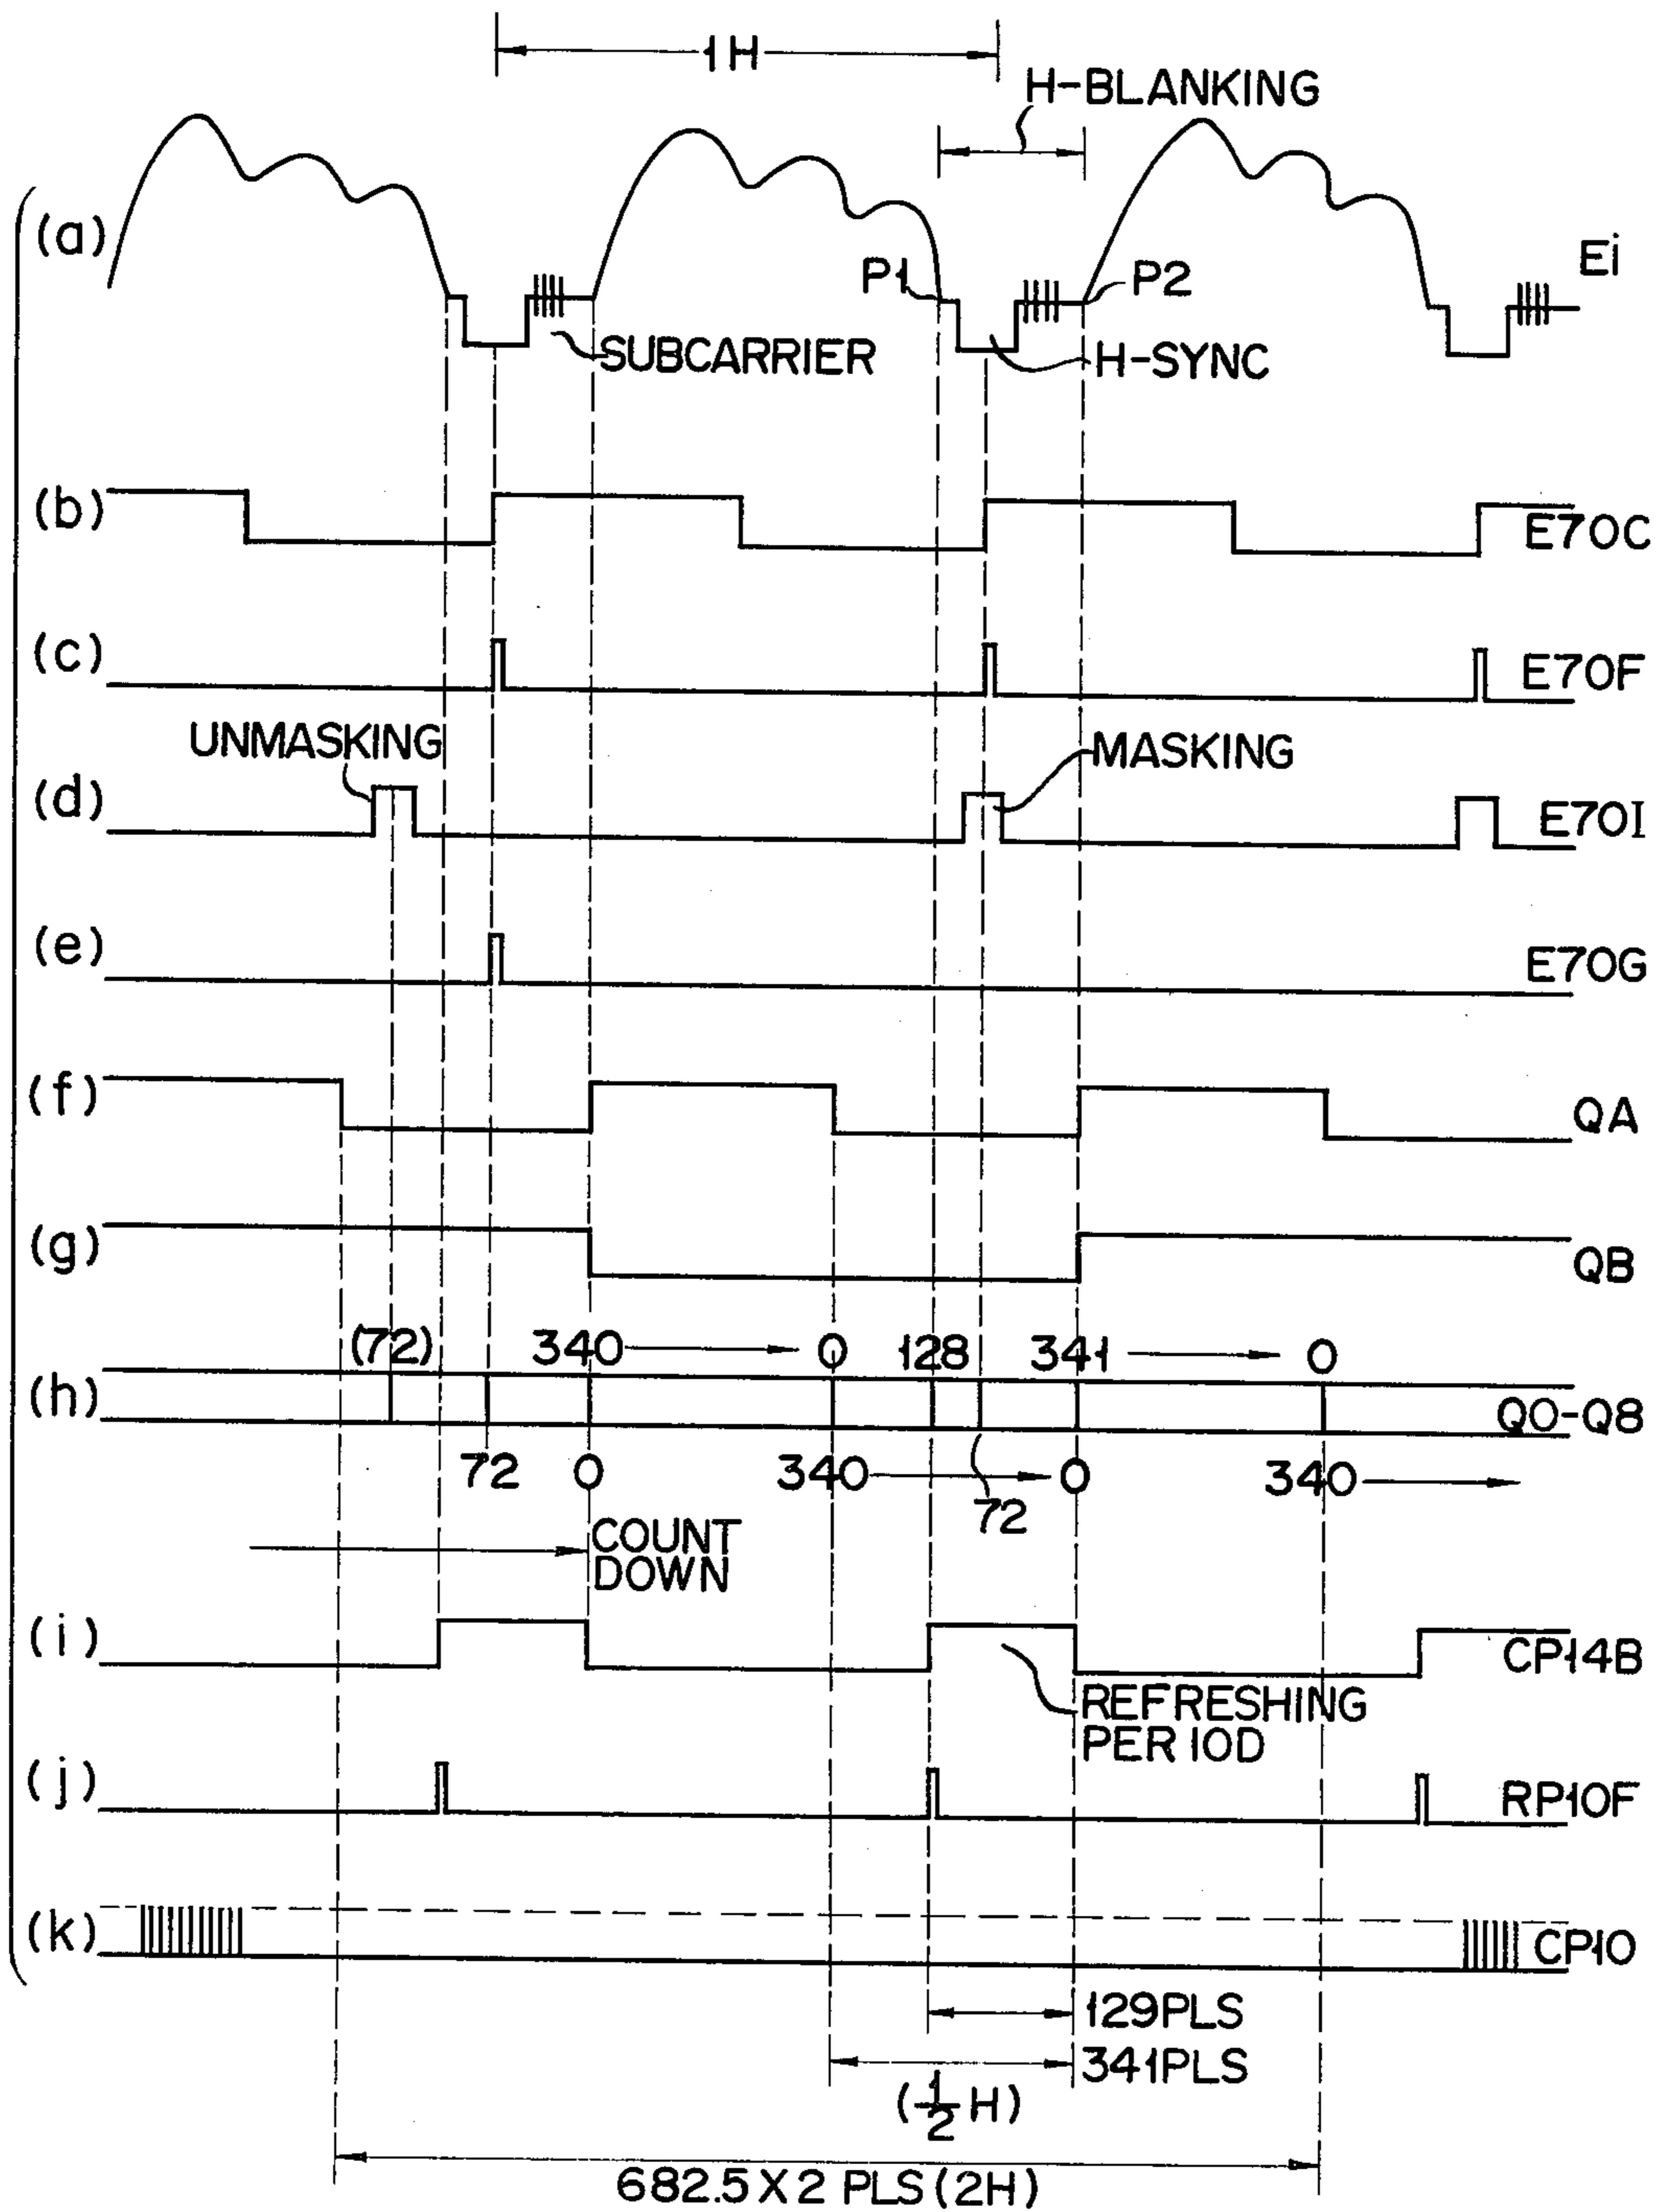 1H
H-BLANKING
(a)
Ei
P1
P2
SUBCARRIER
H-SYNC
(b)
E70C
(c)
E70F
UNMASKING
MASKING
(d)
E70I
(e)
E70G
(f)
QA
(g)
QB
(72)
340
0
128
341
0
(h)
Q0-Q8
72
0
340
0
340
72
COUNT
DOWN
(i)
CP14B
REFRESHING
PERIOD
(j)
RP10F
(k)
CP10
129PLS
341PLS
(1/2 H)
682.5X2 PLS (2H)